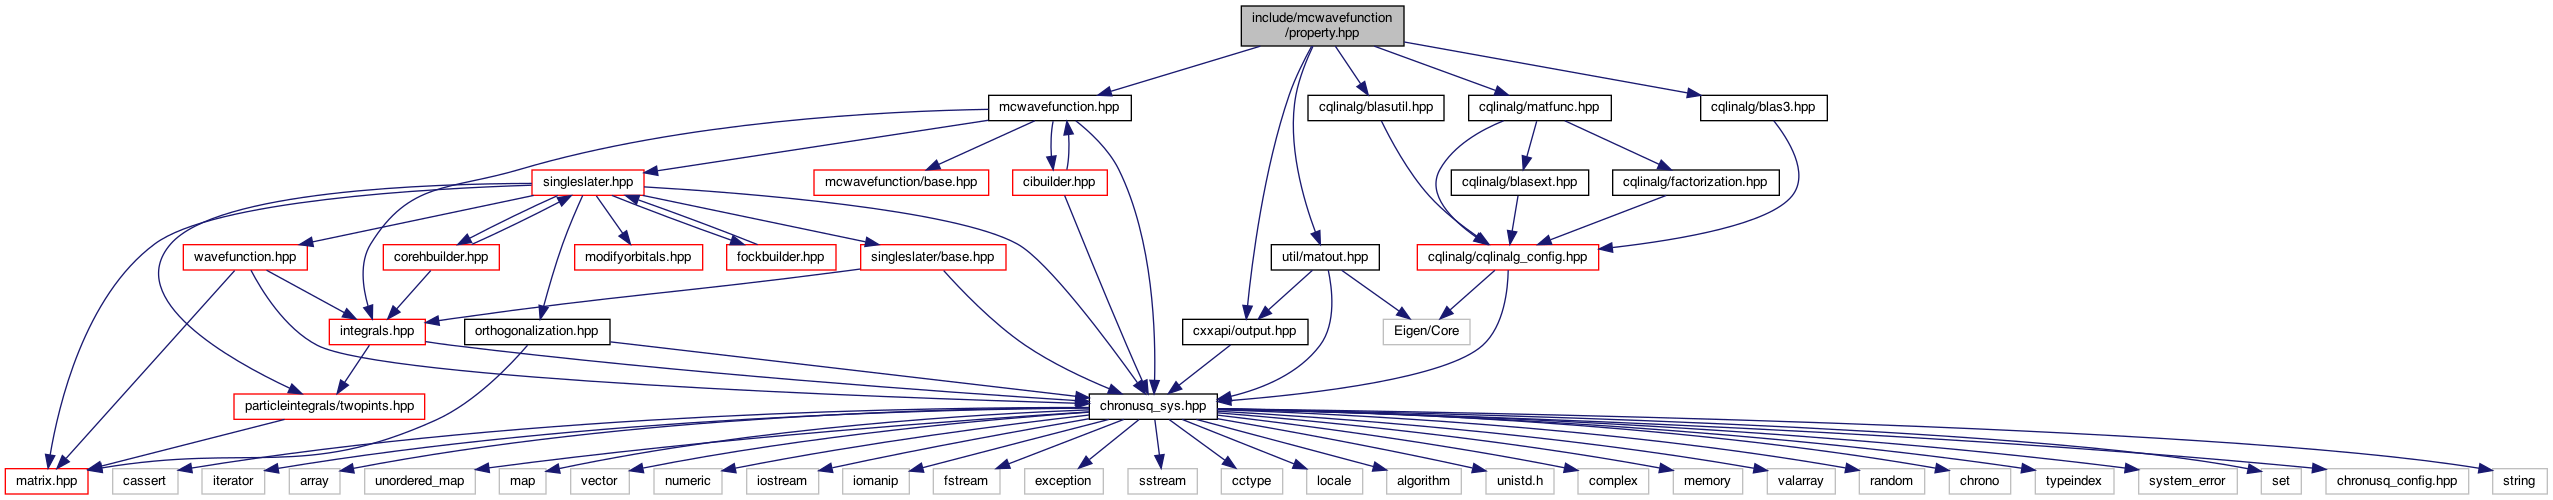 include/mcwavefunction
/property.hpp
mcwavefunction.hpp
cqlinalg/blasutil.hpp
cqlinalg/matfunc.hpp
cqlinalg/blas3.hpp
singleslater.hpp
mcwavefunction/base.hpp
cibuilder.hpp
cqlinalg/blasext.hpp
cqlinalg/factorization.hpp
wavefunction.hpp
corehbuilder.hpp
modifyorbitals.hpp
fockbuilder.hpp
singleslater/base.hpp
util/matout.hpp
cqlinalg/cqlinalg_config.hpp
integrals.hpp
orthogonalization.hpp
cxxapi/output.hpp
Eigen/Core
particleintegrals/twopints.hpp
chronusq_sys.hpp
matrix.hpp
cassert
iterator
array
unordered_map
map
vector
numeric
iostream
iomanip
fstream
exception
sstream
cctype
locale
algorithm
unistd.h
complex
memory
valarray
random
chrono
typeindex
system_error
set
chronusq_config.hpp
string